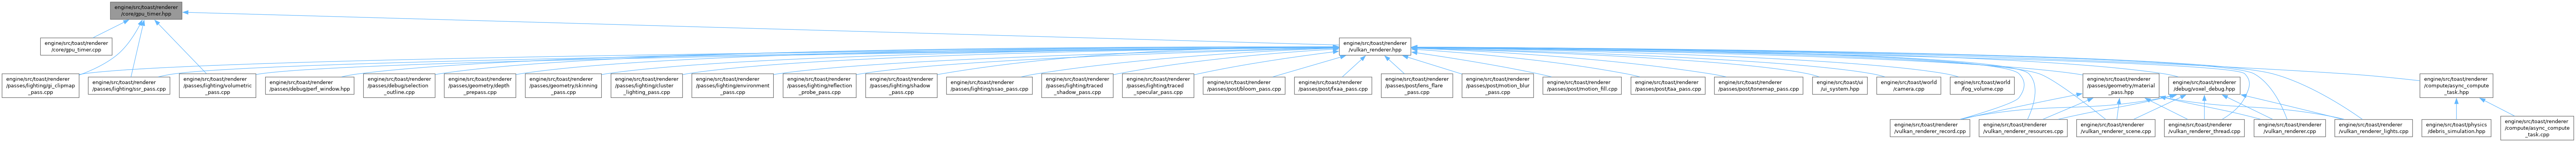 engine/src/toast/renderer
/core/gpu_timer.hpp
engine/src/toast/renderer
/core/gpu_timer.cpp
engine/src/toast/renderer
/vulkan_renderer.hpp
engine/src/toast/renderer
/passes/lighting/gi_clipmap
_pass.cpp
engine/src/toast/renderer
/passes/lighting/ssr_pass.cpp
engine/src/toast/renderer
/passes/lighting/volumetric
_pass.cpp
engine/src/toast/renderer
/passes/debug/perf_window.hpp
engine/src/toast/renderer
/passes/debug/selection
_outline.cpp
engine/src/toast/renderer
/passes/geometry/depth
_prepass.cpp
engine/src/toast/renderer
/passes/geometry/skinning
_pass.cpp
engine/src/toast/renderer
/passes/lighting/cluster
_lighting_pass.cpp
engine/src/toast/renderer
/passes/lighting/environment
_pass.cpp
engine/src/toast/renderer
/passes/lighting/reflection
_probe_pass.cpp
engine/src/toast/renderer
/passes/lighting/shadow
_pass.cpp
engine/src/toast/renderer
/passes/lighting/ssao_pass.cpp
engine/src/toast/renderer
/passes/lighting/traced
_shadow_pass.cpp
engine/src/toast/renderer
/passes/lighting/traced
_specular_pass.cpp
engine/src/toast/renderer
/passes/post/bloom_pass.cpp
engine/src/toast/renderer
/passes/post/fxaa_pass.cpp
engine/src/toast/renderer
/passes/post/lens_flare
_pass.cpp
engine/src/toast/renderer
/passes/post/motion_blur
_pass.cpp
engine/src/toast/renderer
/passes/post/motion_fill.cpp
engine/src/toast/renderer
/passes/post/taa_pass.cpp
engine/src/toast/renderer
/passes/post/tonemap_pass.cpp
engine/src/toast/ui
/ui_system.hpp
engine/src/toast/world
/camera.cpp
engine/src/toast/world
/fog_volume.cpp
engine/src/toast/renderer
/passes/geometry/material
_pass.hpp
engine/src/toast/renderer
/debug/voxel_debug.hpp
engine/src/toast/renderer
/compute/async_compute
_task.hpp
engine/src/toast/renderer
/vulkan_renderer_record.cpp
engine/src/toast/renderer
/vulkan_renderer_resources.cpp
engine/src/toast/renderer
/vulkan_renderer_scene.cpp
engine/src/toast/renderer
/vulkan_renderer_thread.cpp
engine/src/toast/renderer
/vulkan_renderer.cpp
engine/src/toast/renderer
/vulkan_renderer_lights.cpp
engine/src/toast/physics
/debris_simulation.hpp
engine/src/toast/renderer
/compute/async_compute
_task.cpp